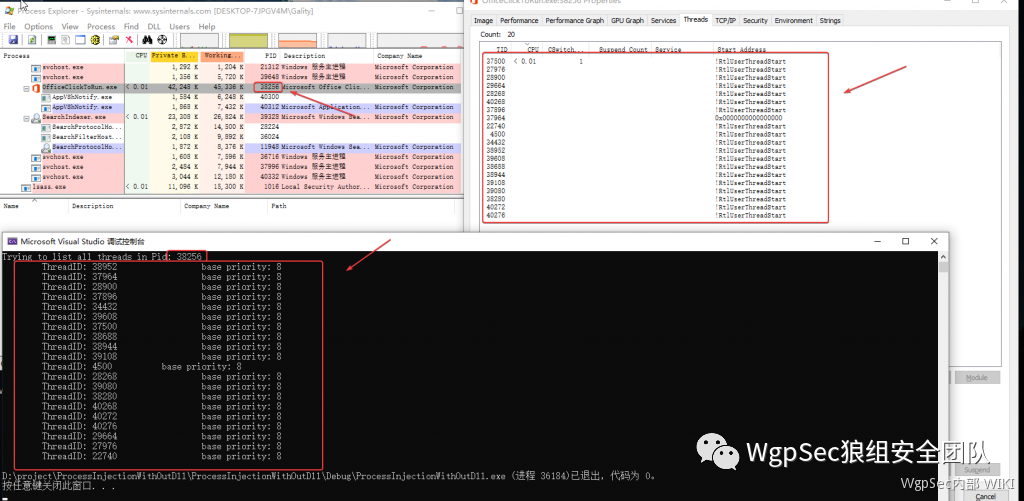 Process Explorer - Sysinternals: www.sysinternals.com [DESKTOP-7JPGV4M\Gality]
File Options View Process Find DLL Users Help
Process CPU Private B... Working... PID Description Company Name
svchost.exe 1,292 K 1,204 K 21312 Windows 服务主进程 Microsoft Corporation
svchost.exe 1,356 K 5,720 K 39648 Windows 服务主进程 Microsoft Corporation
OfficeClickToRun.exe < 0.01 42,248 K 45,336 K 38256 Microsoft Office Clic... Microsoft Corporation
AppVShNotify.exe 1,584 K 6,248 K 40300
AppVShNotify.exe 1,568 K 7,432 K 40312 Microsoft Application... Microsoft Corporation
SearchIndexer.exe < 0.01 28,308 K 26,824 K 39328 Microsoft Windows Sea... Microsoft Corporation
SearchProtocolHo... 2,872 K 14,500 K 28224
SearchFilterHost... 2,108 K 9,892 K 36024
SearchProtocolHo... 1,872 K 8,376 K 11948 Microsoft Windows Sea... Microsoft Corporation
svchost.exe 1,608 K 7,596 K 36716 Windows 服务主进程 Microsoft Corporation
svchost.exe 2,484 K 7,944 K 37996 Windows 服务主进程 Microsoft Corporation
svchost.exe 3,044 K 12,180 K 40332 Windows 服务主进程 Microsoft Corporation
lsass.exe < 0.01 11,096 K 15,300 K 1016 Local Security Author... Microsoft Corporation
Name Description Company Name Path
OfficeClickToRun.exe:38256 Properties
Image Performance Performance Graph GPU Graph Services Threads TCP/IP Security Environment Strings
Count: 20
TID CPU CSwitch... Suspend Count Service Start Address
37500 < 0.01 1 !RtlUserThreadStart
27976 !RtlUserThreadStart
28900 !RtlUserThreadStart
29664 !RtlUserThreadStart
28268 !RtlUserThreadStart
40268 !RtlUserThreadStart
37896 !RtlUserThreadStart
37964 0x0000000000000000
22740 !RtlUserThreadStart
4500 !RtlUserThreadStart
34432 !RtlUserThreadStart
38952 !RtlUserThreadStart
39608 !RtlUserThreadStart
38688 !RtlUserThreadStart
38944 !RtlUserThreadStart
39108 !RtlUserThreadStart
39080 !RtlUserThreadStart
38280 !RtlUserThreadStart
40272 !RtlUserThreadStart
40276 !RtlUserThreadStart
Module
Suspend
Cancel
Microsoft Visual Studio 调试控制台
Trying to list all threads in Pid: 38256
ThreadID: 38952 base priority: 8
ThreadID: 37964 base priority: 8
ThreadID: 28900 base priority: 8
ThreadID: 37896 base priority: 8
ThreadID: 34432 base priority: 8
ThreadID: 39608 base priority: 8
ThreadID: 37500 base priority: 8
ThreadID: 38688 base priority: 8
ThreadID: 38944 base priority: 8
ThreadID: 39108 base priority: 8
ThreadID: 4500 base priority: 8
ThreadID: 28268 base priority: 8
ThreadID: 39080 base priority: 8
ThreadID: 38280 base priority: 8
ThreadID: 40268 base priority: 8
ThreadID: 40272 base priority: 8
ThreadID: 40276 base priority: 8
ThreadID: 29664 base priority: 8
ThreadID: 27976 base priority: 8
ThreadID: 22740 base priority: 8
D:\project\ProcessInjectionWithOutDll\ProcessInjectionWithOutDll\Debug\ProcessInjectionWithOutDll.exe (进程 36184)已退出，代码为 0。
按任意键关闭此窗口. . .
WgpSec狼组安全团队
WgpSec内部 WIKI